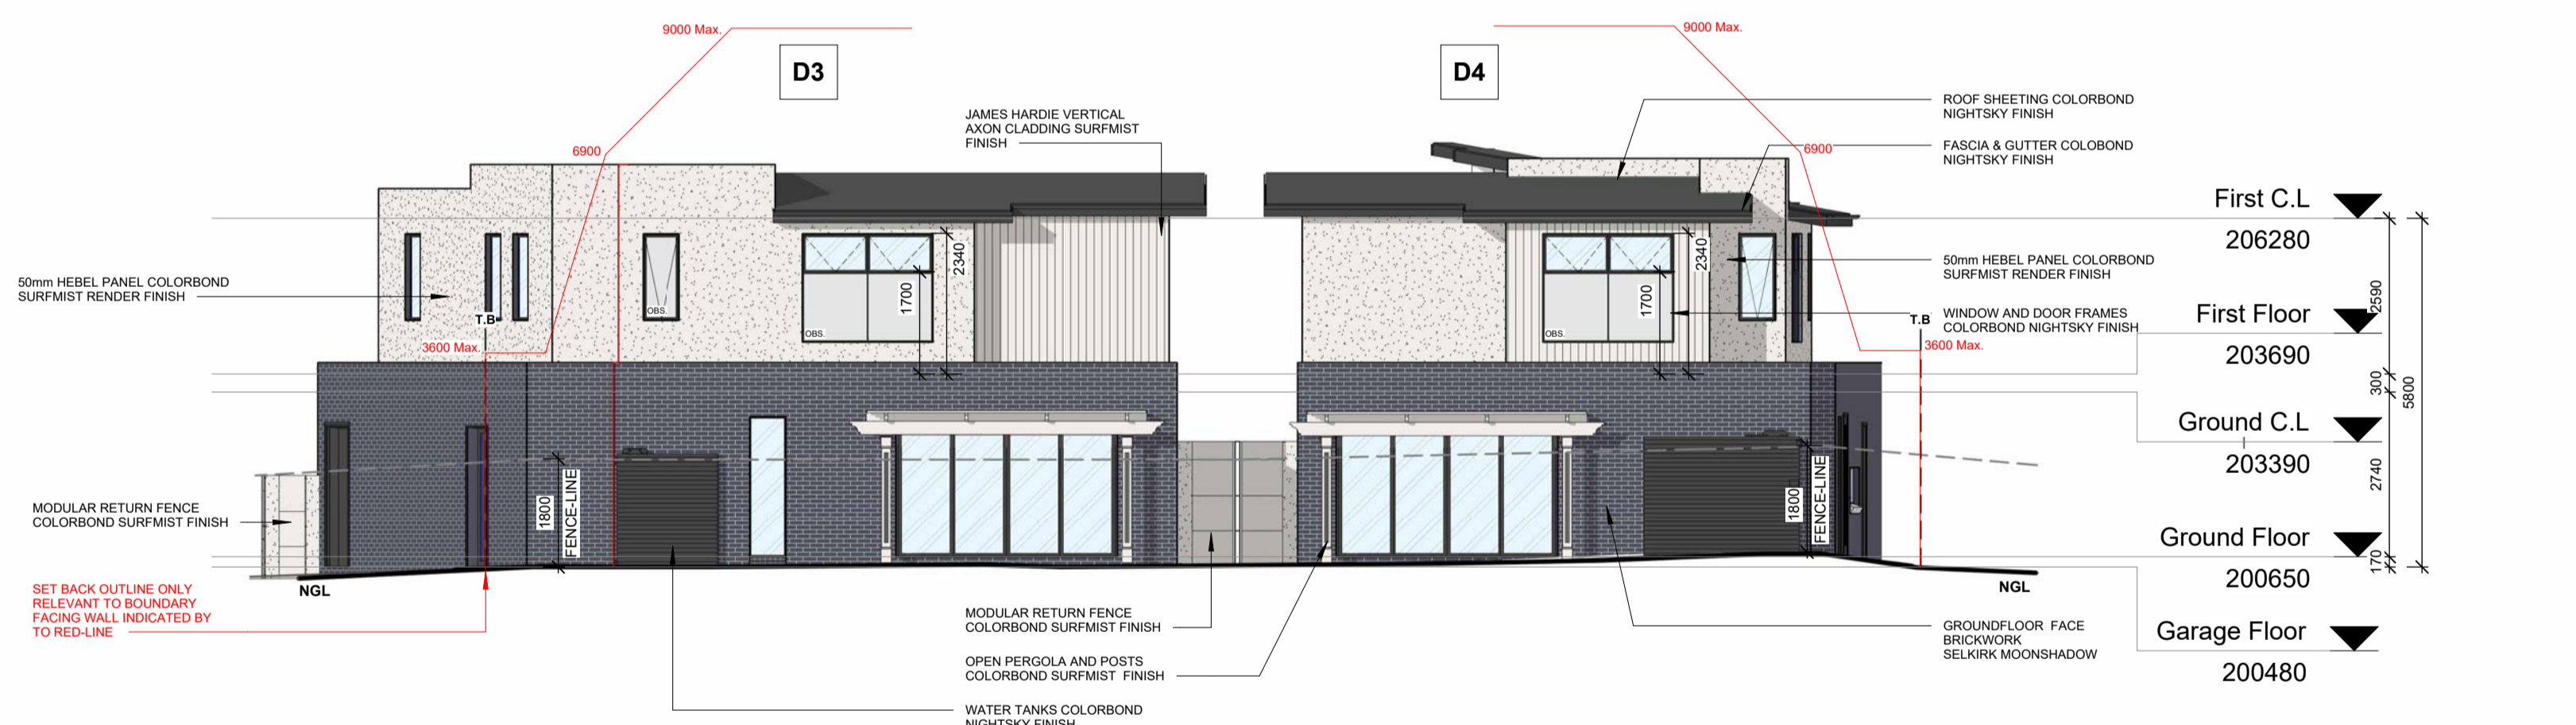 9000 Max.
D3
D4
9000 Max.
JAMES HARDIE VERTICAL
AXON CLADDING SURFMIST
FINISH
ROOF SHEETING COLORBOND
NIGHTSKY FINISH
6900
6900
FASCIA & GUTTER COLOBOND
NIGHTSKY FINISH
First C.L
206280
50mm HEBEL PANEL COLORBOND
SURFMIST RENDER FINISH
T.B
3600 Max.
OBS.
OBS.
1700
2340
OBS.
1700
2340
50mm HEBEL PANEL COLORBOND
SURFMIST RENDER FINISH
T.B
WINDOW AND DOOR FRAMES
COLORBOND NIGHTSKY FINISH
3600 Max.
First Floor
203690
2590
300
5800
Ground C.L
203390
2740
MODULAR RETURN FENCE
COLORBOND SURFMIST FINISH
1800
FENCE-LINE
1800
FENCE-LINE
Ground Floor
200650
170
NGL
NGL
SET BACK OUTLINE ONLY
RELEVANT TO BOUNDARY
FACING WALL INDICATED BY
TO RED-LINE
MODULAR RETURN FENCE
COLORBOND SURFMIST FINISH
OPEN PERGOLA AND POSTS
COLORBOND SURFMIST FINISH
GROUNDFLOOR FACE
BRICKWORK
SELKIRK MOONSHADOW
Garage Floor
200480
WATER TANKS COLORBOND
NIGHTSKY FINISH